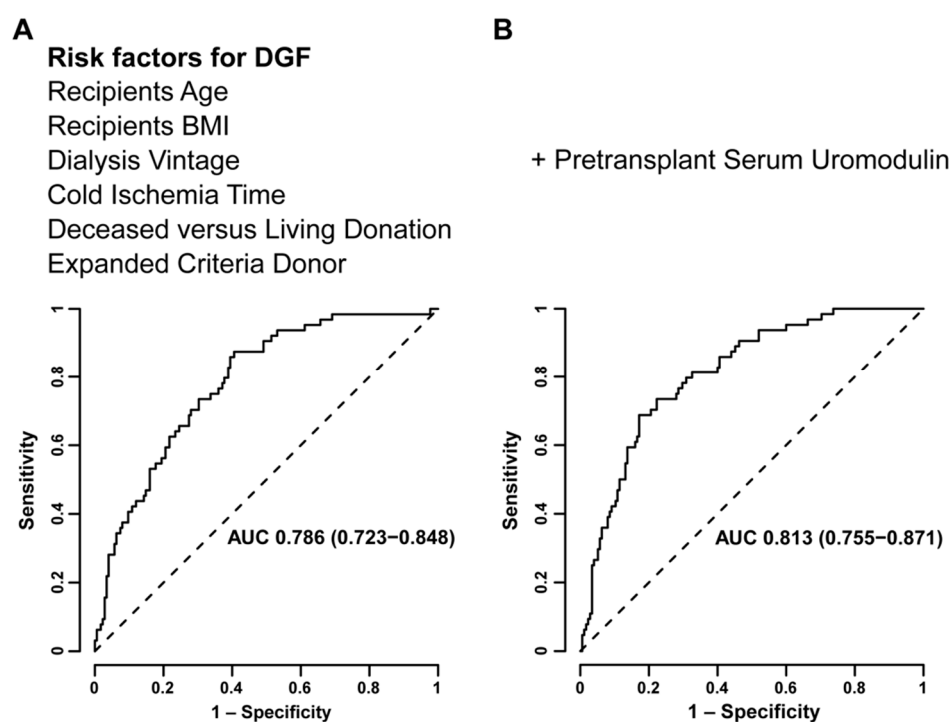 A
Risk factors for DGF
Recipients Age
Recipients BMI
Dialysis Vintage
Cold Ischemia Time
Deceased versus Living Donation
Expanded Criteria Donor
Sensitivity
1
0.8
0.6
0.4
0.2
0
AUC 0.786 (0.723−0.848)
0 0.2 0.4 0.6 0.8 1
1 – Specificity
B
+ Pretransplant Serum Uromodulin
Sensitivity
1
0.8
0.6
0.4
0.2
0
AUC 0.813 (0.755−0.871)
0 0.2 0.4 0.6 0.8 1
1 – Specificity